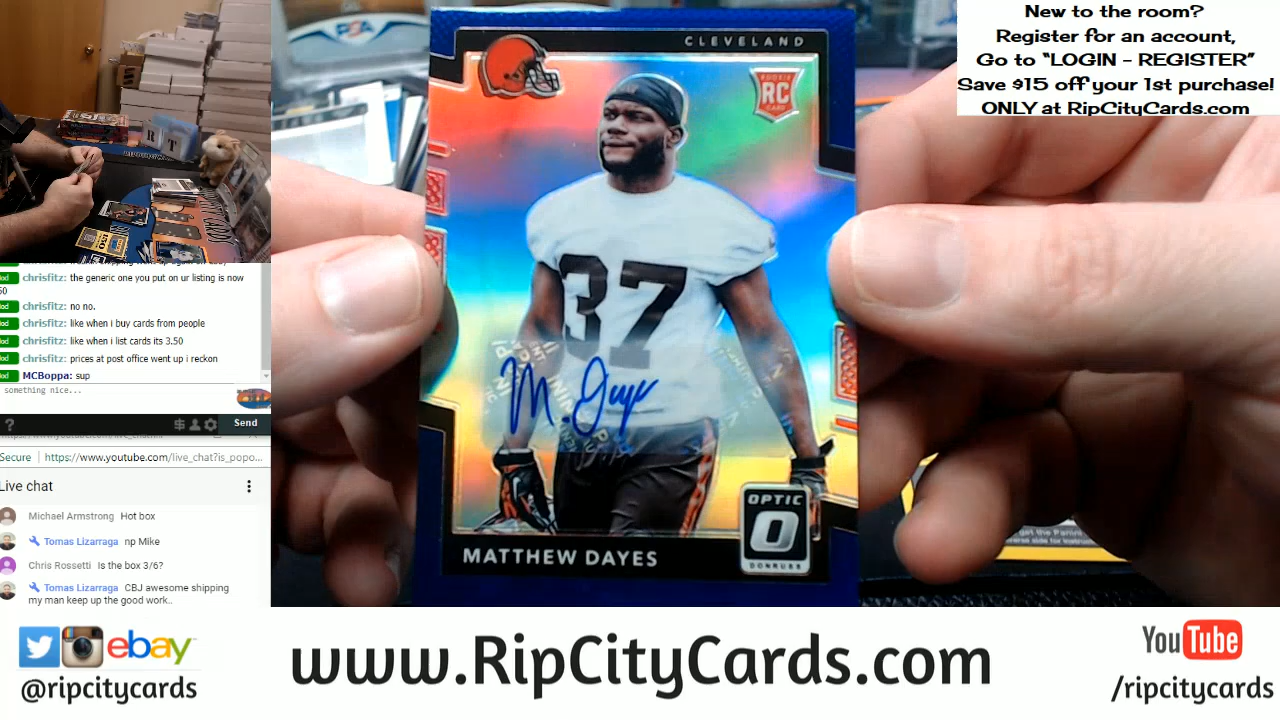 New to the room?
Register for an account,
Go to “LOGIN - REGISTER”
Save $15 off your 1st purchase!
ONLY at RipCityCards.com
CLEVELAND
ROOKIE
RC
CARD
37
M. Dayes
OPTIC
O
DONRUSS
MATTHEW DAYES
chrisfitz: the generic one you put on ur listing is now
chrisfitz: no no.
chrisfitz: like when i buy cards from people
chrisfitz: like when i list cards its 3.50
chrisfitz: prices at post office went up i reckon
MCBoppa: sup
something nice...
? $ Send
Secure https://www.youtube.com/live_chat?is_popo...
Live chat
Michael Armstrong Hot box
Tomas Lizarraga np Mike
Chris Rossetti Is the box 3/6?
Tomas Lizarraga CBJ awesome shipping
my man keep up the good work..
ebay
@ripcitycards
www.RipCityCards.com
YouTube
/ripcitycards